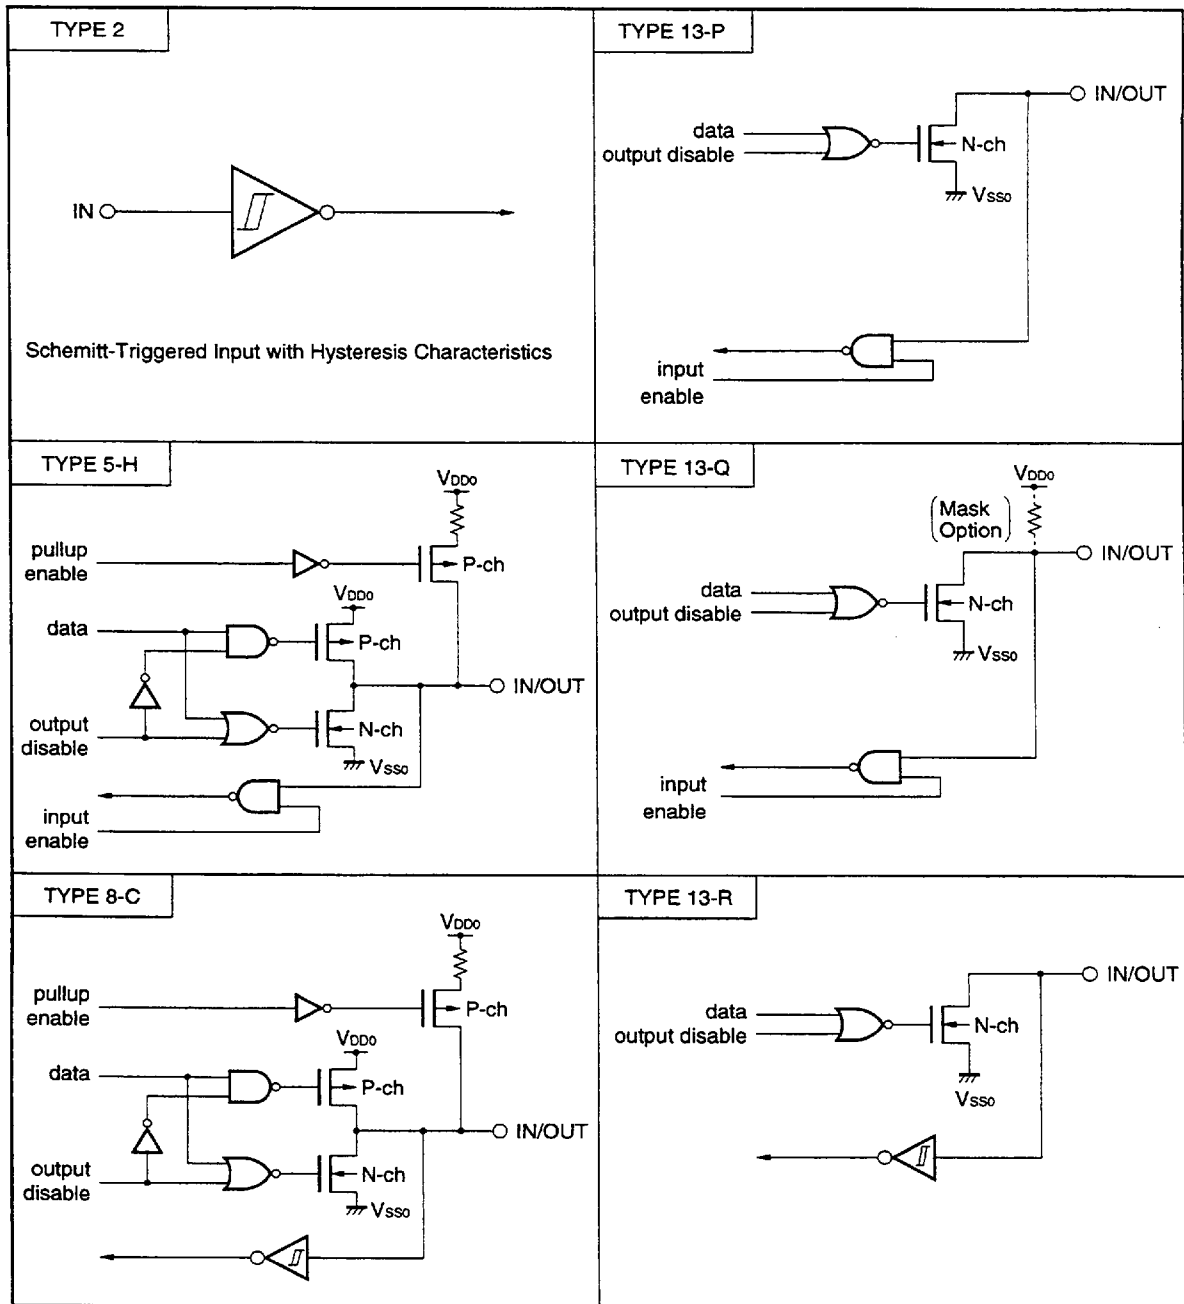 TYPE 2
IN
Schemitt-Triggered Input with Hysteresis Characteristics
TYPE 13-P
IN/OUT
data
output disable
N-ch
VSS0
input
enable
TYPE 5-H
VDD0
pullup
enable
P-ch
VDD0
data
P-ch
IN/OUT
output
disable
N-ch
VSS0
input
enable
TYPE 13-Q
VDD0
(Mask
Option)
IN/OUT
data
output disable
N-ch
VSS0
input
enable
TYPE 8-C
VDD0
pullup
enable
P-ch
VDD0
data
P-ch
IN/OUT
output
disable
N-ch
VSS0
TYPE 13-R
IN/OUT
data
output disable
N-ch
VSS0